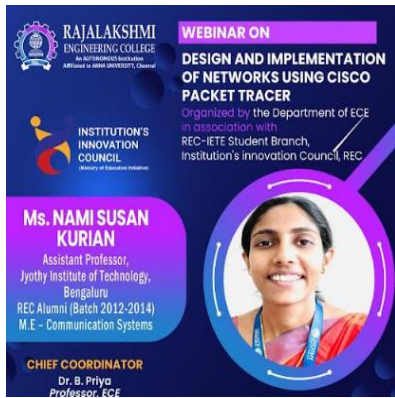 RAJALAKSHMI
ENGINEERING COLLEGE
An AUTONOMOUS Institution
Affiliated to ANNA UNIVERSITY, Chennai
INSTITUTION'S
INNOVATION
COUNCIL
(Ministry of Education Initiative)
WEBINAR ON
DESIGN AND IMPLEMENTATION
OF NETWORKS USING CISCO
PACKET TRACER
Organized by the Department of ECE
in association with
REC-IETE Student Branch,
Institution's innovation Council, REC
Ms. NAMI SUSAN
KURIAN
Assistant Professor,
Jyothy Institute of Technology,
Bengaluru
REC Alumni (Batch 2012-2014)
M.E - Communication Systems
CHIEF COORDINATOR
Dr. B. Priya
Professor, ECE